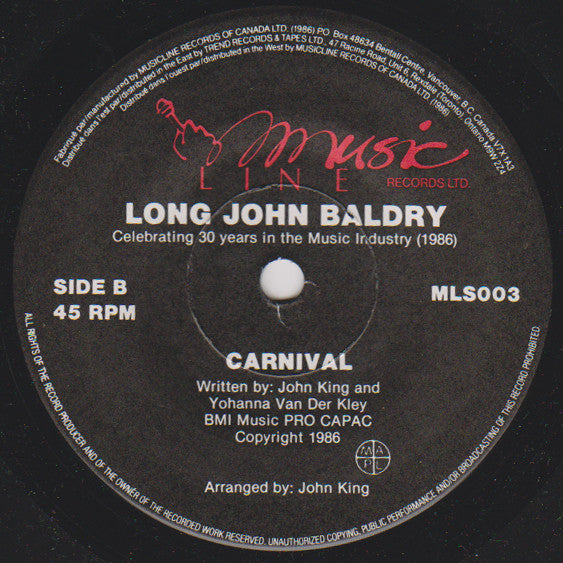 Fabriqué par/manufactured by MUSICLINE RECORDS OF CANADA LTD. (1986) PO. Box 48634 Bentall Centre, Vancouver, B.C. Canada V7X 1A3
Distribué dans l'est par/distributed in the East by TREND RECORDS & TAPES LTD., 47 Racine Road, Unit 6, Rexdale (Toronto), Ontario M9W 2Z4
Distribué dans l'ouest par/distributed in the West by MUSICLINE RECORDS OF CANADA LTD. (1986)
Music
LINE
RECORDS LTD.
LONG JOHN BALDRY
Celebrating 30 years in the Music Industry (1986)
SIDE B
45 RPM
MLS003
CARNIVAL
Written by: John King and
Yohanna Van Der Kley
BMI Music PRO CAPAC
Copyright 1986
M A
P L
Arranged by: John King
ALL RIGHTS OF THE RECORD PRODUCER AND OF THE OWNER OF THE RECORDED WORK RESERVED. UNAUTHORIZED COPYING, PUBLIC PERFORMANCE AND/OR BROADCASTING OF THIS RECORD PROHIBITED.